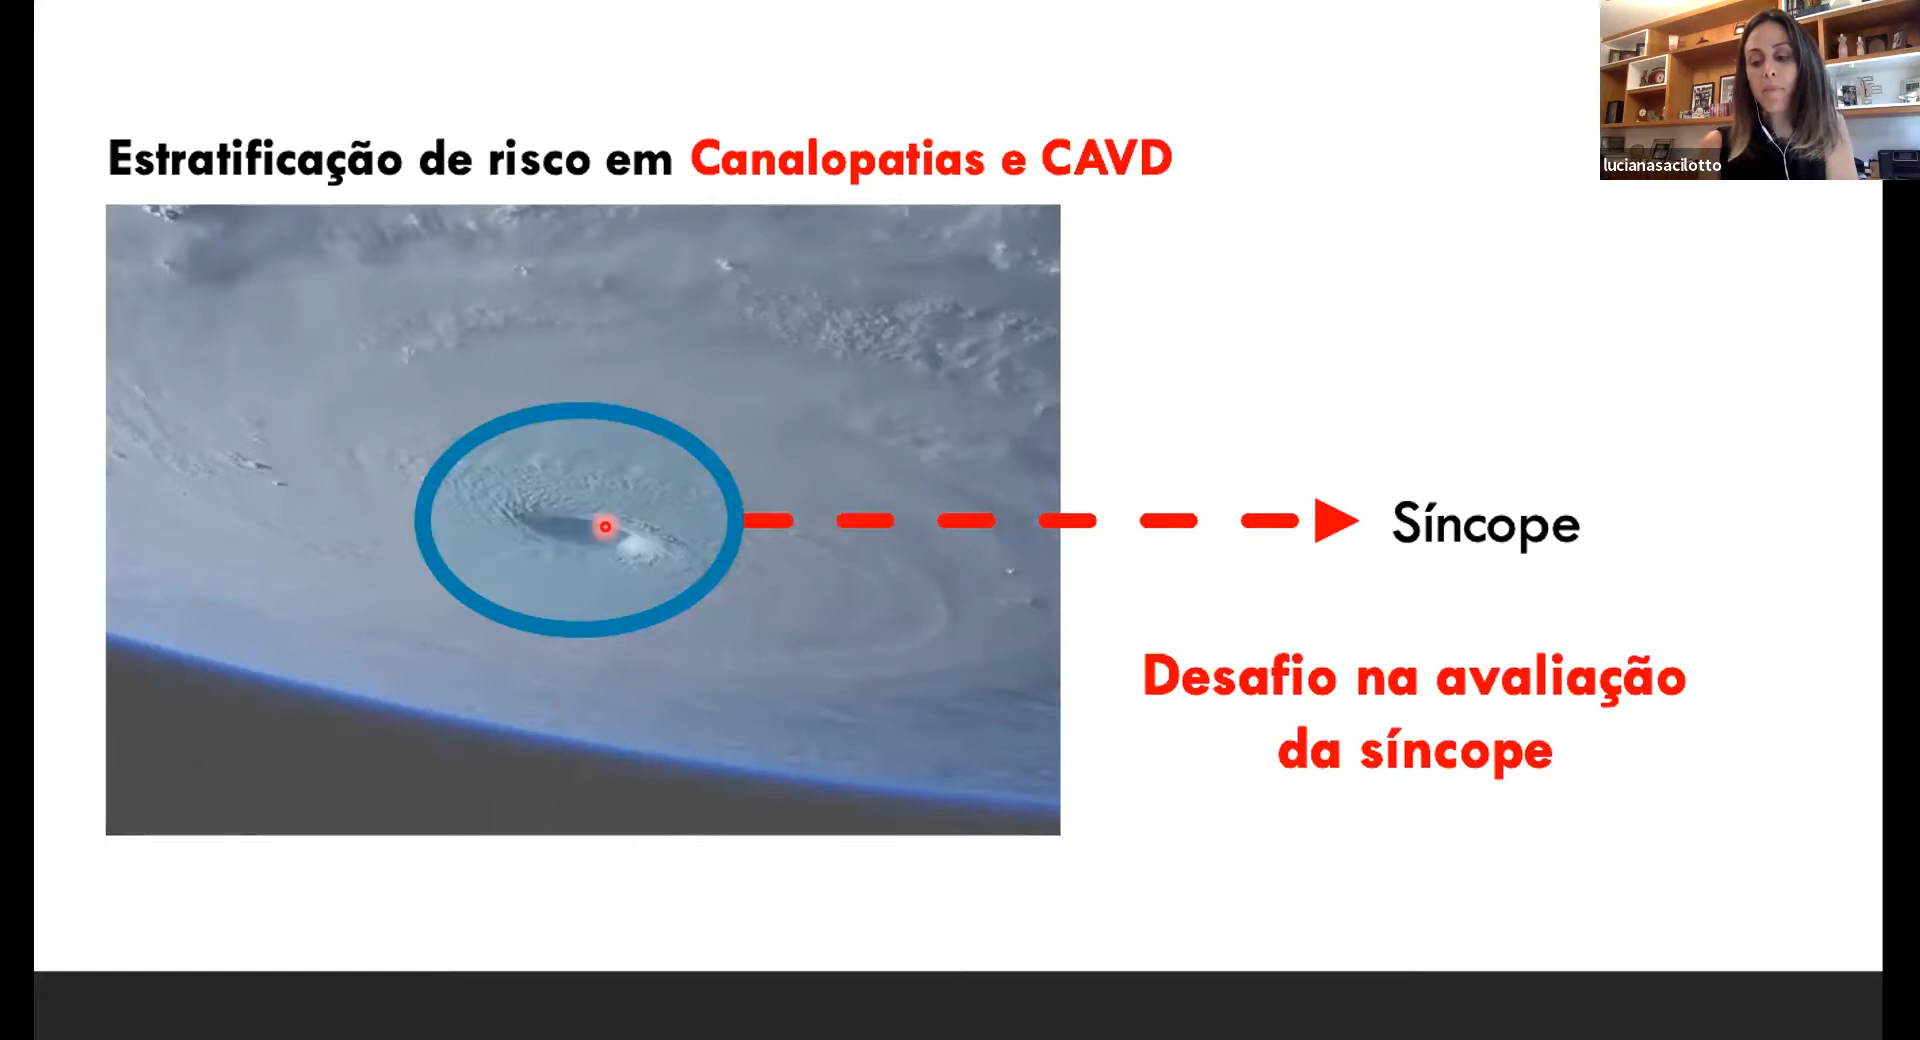 lucianasacilotto
Estratificação de risco em Canalopatias e CAVD
Síncope
Desafio na avaliação
da síncope